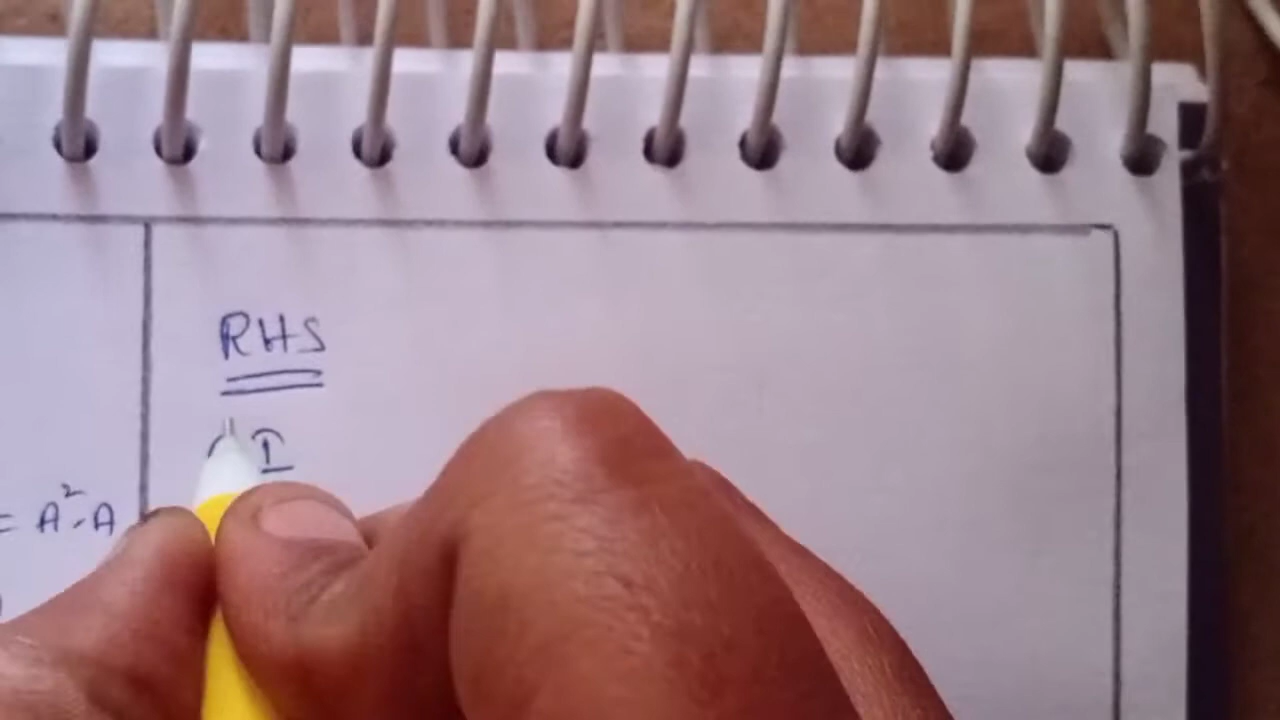 RHS
I
= A².A